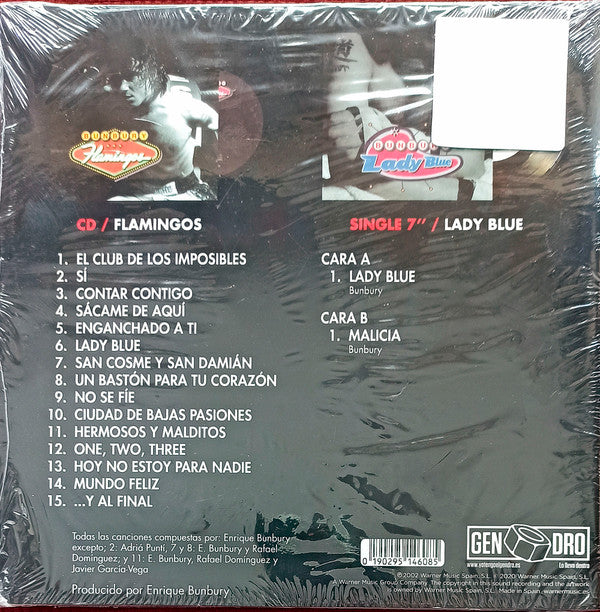 BUNBURY
Flamingos
BUNBURY
Lady Blue
CD / FLAMINGOS
1. EL CLUB DE LOS IMPOSIBLES
2. SÍ
3. CONTAR CONTIGO
4. SÁCAME DE AQUÍ
5. ENGANCHADO A TI
6. LADY BLUE
7. SAN COSME Y SAN DAMIÁN
8. UN BASTÓN PARA TU CORAZÓN
9. NO SE FÍE
10. CIUDAD DE BAJAS PASIONES
11. HERMOSOS Y MALDITOS
12. ONE, TWO, THREE
13. HOY NO ESTOY PARA NADIE
14. MUNDO FELIZ
15. ...Y AL FINAL
SINGLE 7" / LADY BLUE
CARA A
1. LADY BLUE
Bunbury
CARA B
1. MALICIA
Bunbury
Todas las canciones compuestas por: Enrique Bunbury
excepto; 2: Adriá Puntí, 7 y 8: E. Bunbury y Rafael
Domínguez; y 11: E. Bunbury, Rafael Domínguez y
Javier García-Vega
Producido por Enrique Bunbury
0 190295 146085
GEN DRO
www.yotengoelgendro.es
Lo llevo dentro
℗2002 Warner Music Spain, S.L. © 2020 Warner Music Spain, S.L.
A Warner Music Group Company. The copyright in this sound recording and the artwork
is owned by Warner Music Spain, S.L. Made in Spain. warnermusic.es